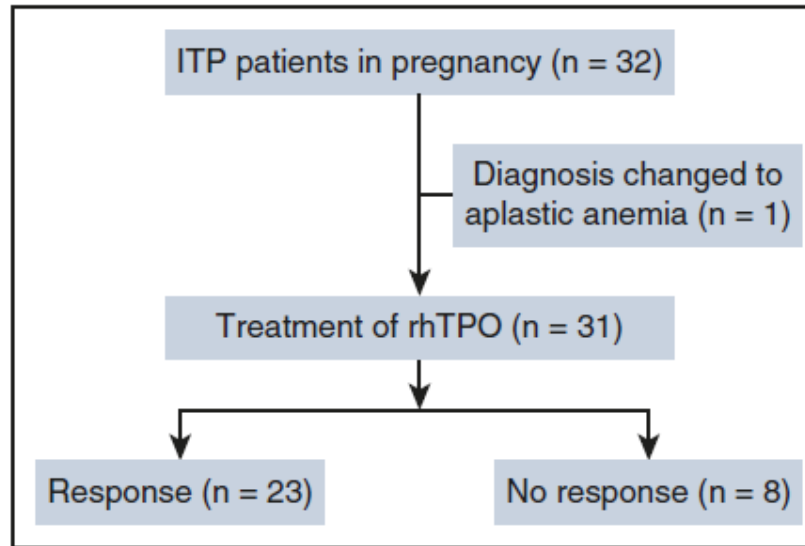 ITP patients in pregnancy (n = 32)
Diagnosis changed to
aplastic anemia (n = 1)
Treatment of rhTPO (n = 31)
Response (n = 23)
No response (n = 8)